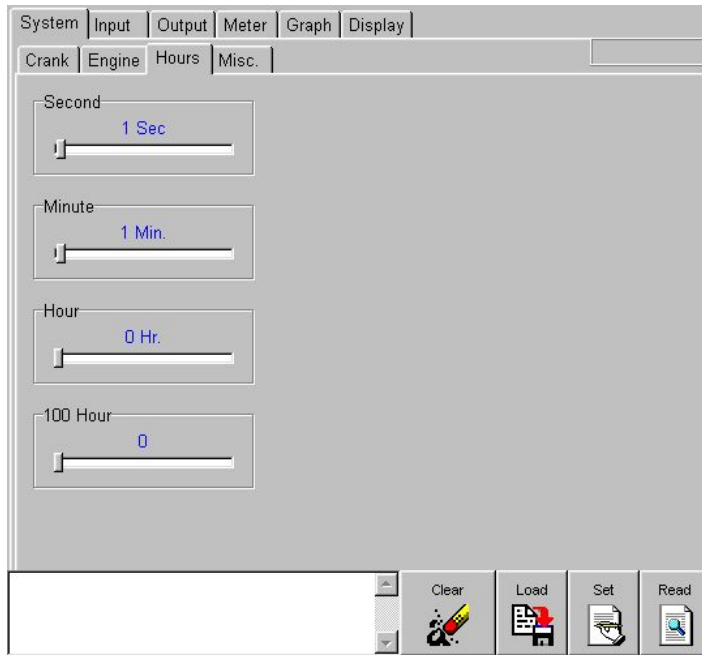 System Input Output Meter Graph Display
Crank Engine Hours Misc.
Second
1 Sec
Minute
1 Min.
Hour
0 Hr.
100 Hour
0
Clear Load Set Read